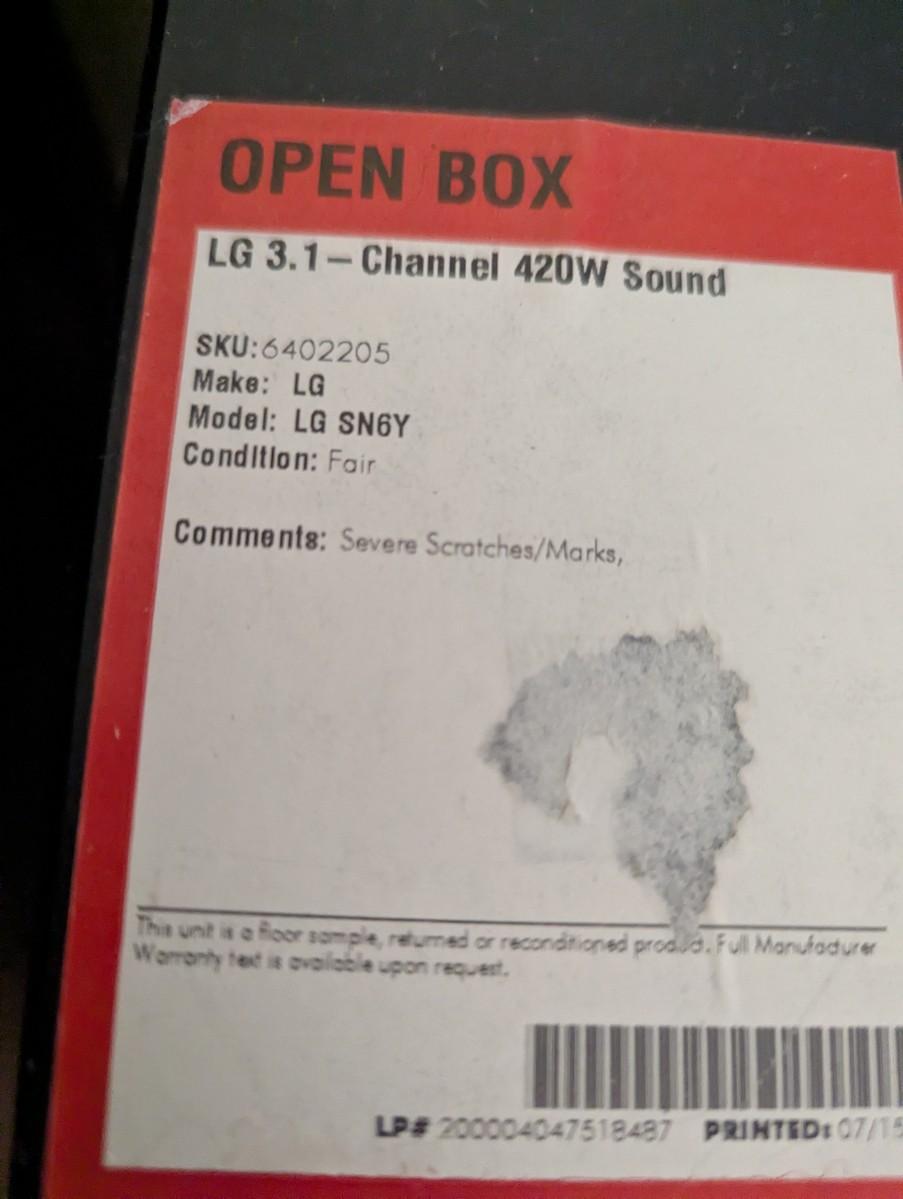 OPEN BOX
LG 3.1–Channel 420W Sound
SKU:6402205
Make: LG
Model: LG SN6Y
Condition: Fair
Comments: Severe Scratches/Marks,
This unit is a floor sample, returned or reconditioned product. Full Manufacturer
Warranty text is available upon request.
LP# 200004047518487 PRINTED: 07/15